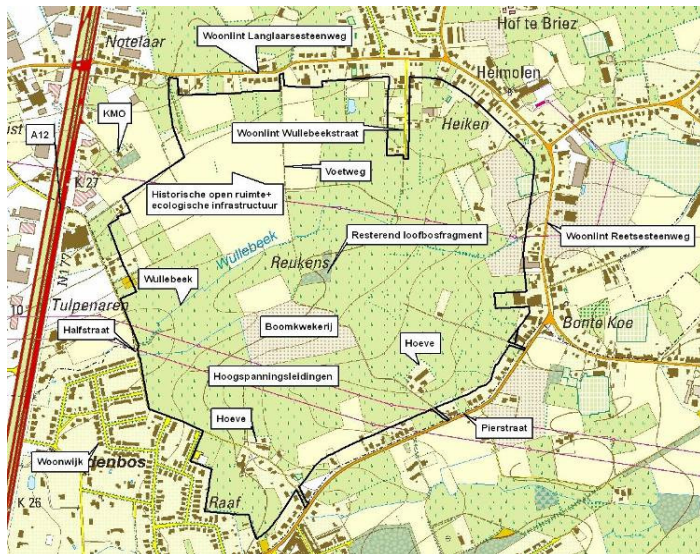 Hof te Briez
Notelaar
Woonlint Langlaarsesteenweg
Helmolen
KMO
A12
Woonlint Wullebeekstraat
Heiken
Voetweg
K 27
Historische open ruimte+
ecologische infrastructuur
Woonlint Reetsesteenweg
Resterend loofbosfragment
Wullebeek
Reukens
N177
Wullebeek
Tulpenaren
10
Boomkwekerij
Bonte Koe
Halfstraat
Hoeve
Hoogspanningsleidingen
Hoeve
Pierstraat
Woonwijk
denbos
Raaf
K 26